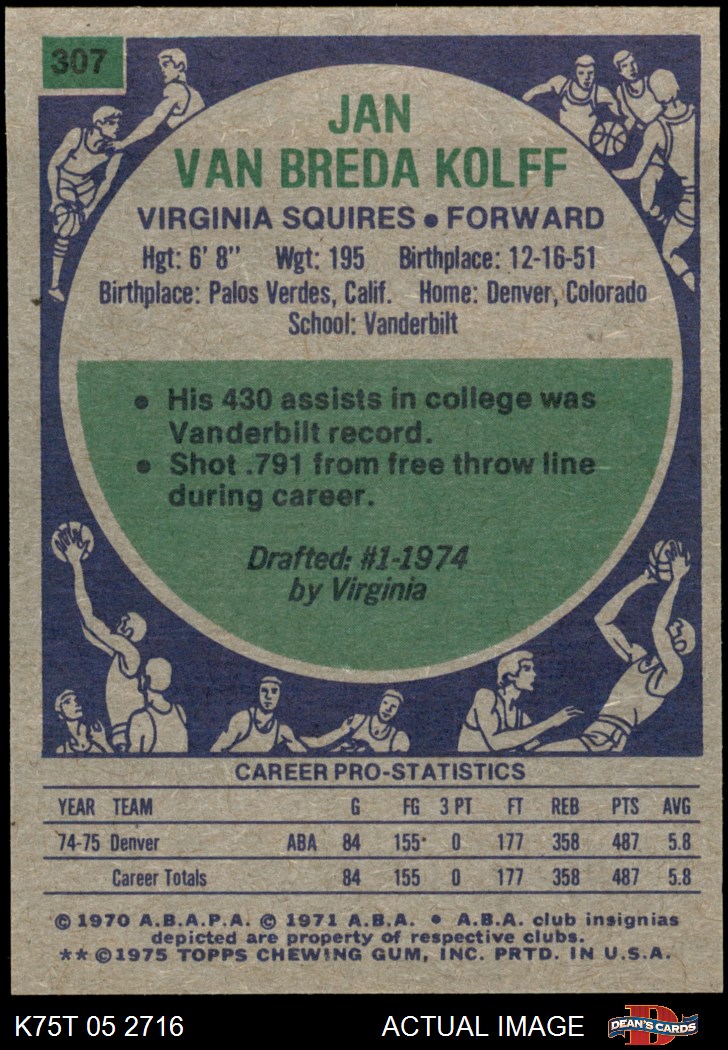 307
JAN
VAN BREDA KOLFF
VIRGINIA SQUIRES • FORWARD
Hgt: 6' 8" Wgt: 195 Birthplace: 12-16-51
Birthplace: Palos Verdes, Calif. Home: Denver, Colorado
School: Vanderbilt
• His 430 assists in college was
Vanderbilt record.
• Shot .791 from free throw line
during career.
Drafted: #1-1974
by Virginia
CAREER PRO-STATISTICS
YEAR TEAM G FG 3 PT FT REB PTS AVG
74-75 Denver ABA 84 155 0 177 358 487 5.8
Career Totals 84 155 0 177 358 487 5.8
© 1970 A.B.A.P.A. © 1971 A.B.A. • A.B.A. club insignias
depicted are property of respective clubs.
** © 1975 TOPPS CHEWING GUM, INC. PRTD. IN U.S.A.
K75T 05 2716 ACTUAL IMAGE DEAN'S CARDS